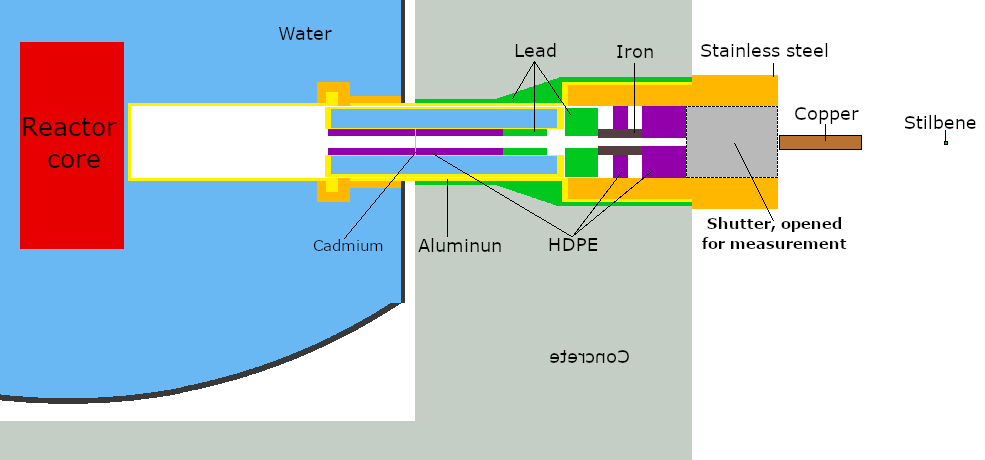 Water
Lead
Iron
Stainless steel
Copper
Stilbene
Reactor
core
Cadmium
Aluminun
HDPE
Shutter, opened
for measurement
Concrete